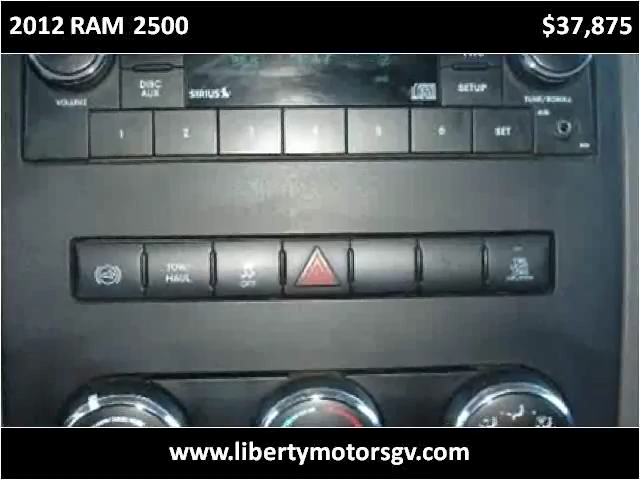 2012 RAM 2500 $37,875
VOLUME DISC AUX SIRIUS SETUP TUNE/SCROLL
1 2 3 4 5 6 SET
TOW/ HAUL OFF
www.libertymotorsgv.com